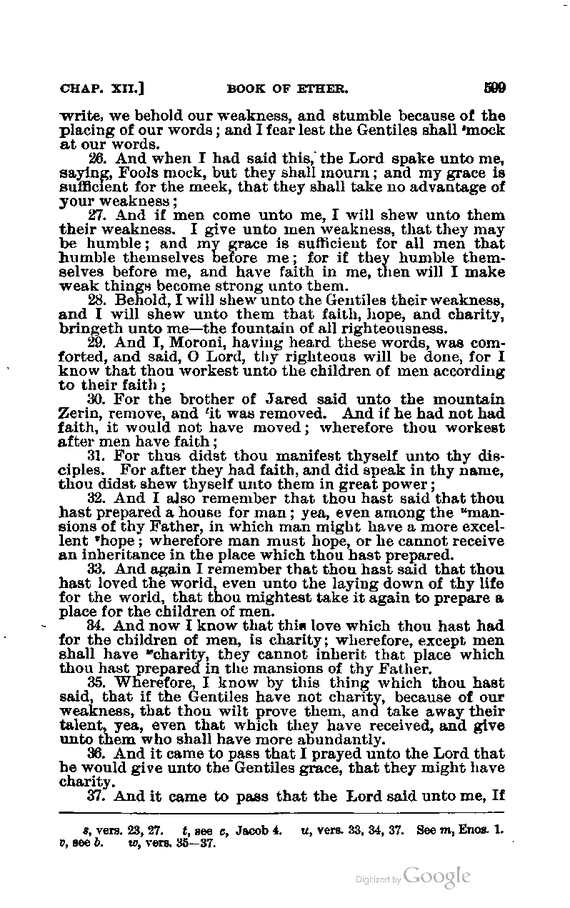 CHAP. XII.] BOOK OF ETHER. 599
write, we behold our weakness, and stumble because of the
placing of our words; and I fear lest the Gentiles shall ˢmock
at our words.
26. And when I had said this, the Lord spake unto me,
saying, Fools mock, but they shall mourn; and my grace is
sufficient for the meek, that they shall take no advantage of
your weakness;
27. And if men come unto me, I will shew unto them
their weakness. I give unto men weakness, that they may
be humble; and my grace is sufficient for all men that
humble themselves before me; for if they humble them-
selves before me, and have faith in me, then will I make
weak things become strong unto them.
28. Behold, I will shew unto the Gentiles their weakness,
and I will shew unto them that faith, hope, and charity,
bringeth unto me—the fountain of all righteousness.
29. And I, Moroni, having heard these words, was com-
forted, and said, O Lord, thy righteous will be done, for I
know that thou workest unto the children of men according
to their faith;
30. For the brother of Jared said unto the mountain
Zerin, remove, and ᵗit was removed. And if he had not had
faith, it would not have moved; wherefore thou workest
after men have faith;
31. For thus didst thou manifest thyself unto thy dis-
ciples. For after they had faith, and did speak in thy name,
thou didst shew thyself unto them in great power;
32. And I also remember that thou hast said that thou
hast prepared a house for man; yea, even among the ᵘman-
sions of thy Father, in which man might have a more excel-
lent ᵛhope; wherefore man must hope, or he cannot receive
an inheritance in the place which thou hast prepared.
33. And again I remember that thou hast said that thou
hast loved the world, even unto the laying down of thy life
for the world, that thou mightest take it again to prepare a
place for the children of men.
34. And now I know that this love which thou hast had
for the children of men, is charity; wherefore, except men
shall have ʷcharity, they cannot inherit that place which
thou hast prepared in the mansions of thy Father.
35. Wherefore, I know by this thing which thou hast
said, that if the Gentiles have not charity, because of our
weakness, that thou wilt prove them, and take away their
talent, yea, even that which they have received, and give
unto them who shall have more abundantly.
36. And it came to pass that I prayed unto the Lord that
he would give unto the Gentiles grace, that they might have
charity.
37. And it came to pass that the Lord said unto me, If
s, vers. 23, 27. t, see c, Jacob 4. u, vers. 33, 34, 37. See m, Enos. 1.
v, see b. w, vers. 35—37.
Digitized by Google